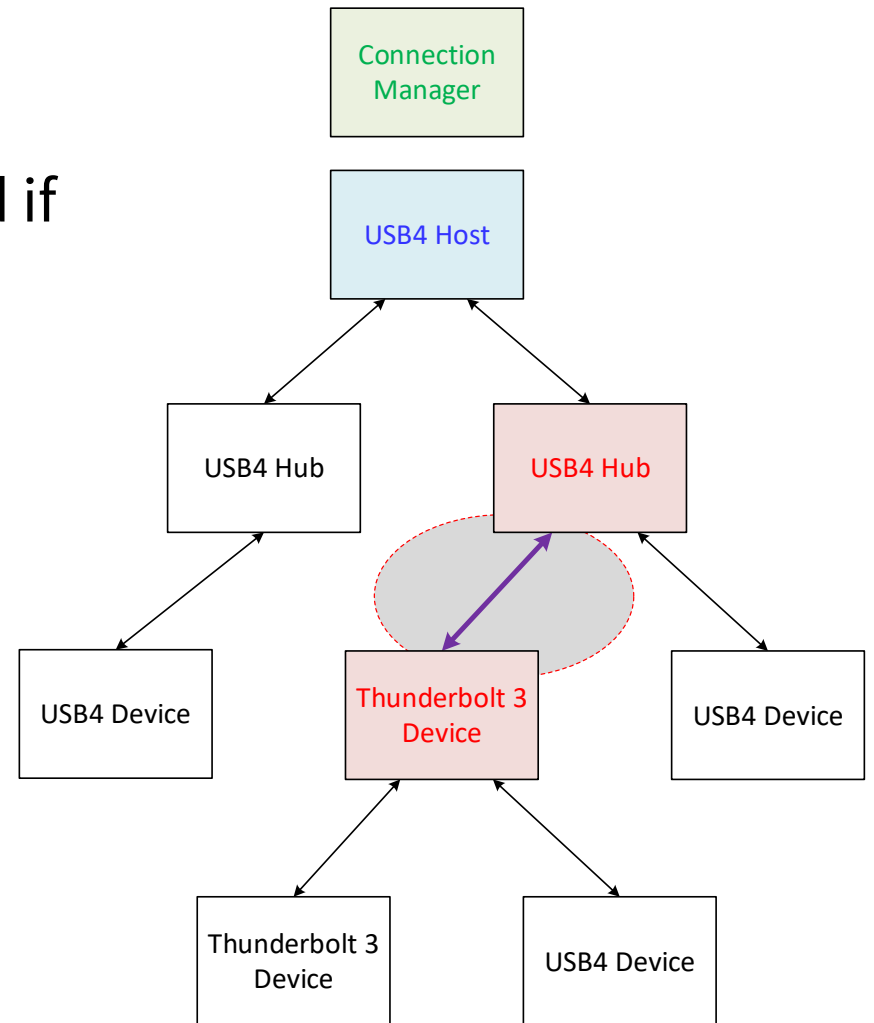 Connection
Manager
if
USB4 Host
USB4 Hub
USB4 Hub
Thunderbolt 3
Device
USB4 Device
USB4 Device
Thunderbolt 3
Device
USB4 Device